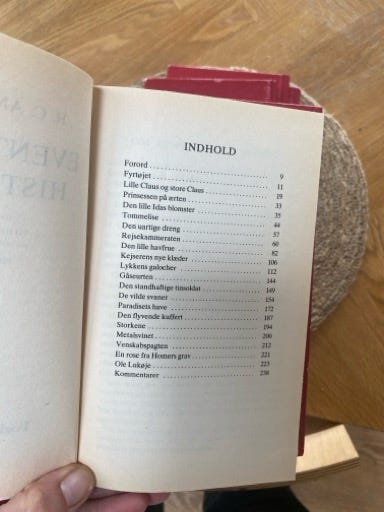 INDHOLD
Forord 9
Fyrtøjet 11
Lille Claus og store Claus 19
Prinsessen på ærten 33
Den lille Idas blomster 35
Tommelise 44
Den uartige dreng 57
Rejsekammeraten 60
Den lille havfrue 82
Kejserens nye klæder 106
Lykkens galocher 112
Gåseurten 144
Den standhaftige tinsoldat 149
De vilde svaner 154
Paradisets have 172
Den flyvende kuffert 187
Storkene 194
Metalsvinet 200
Venskabspagten 212
En rose fra Homers grav 221
Ole Lukøje 223
Kommentarer 238